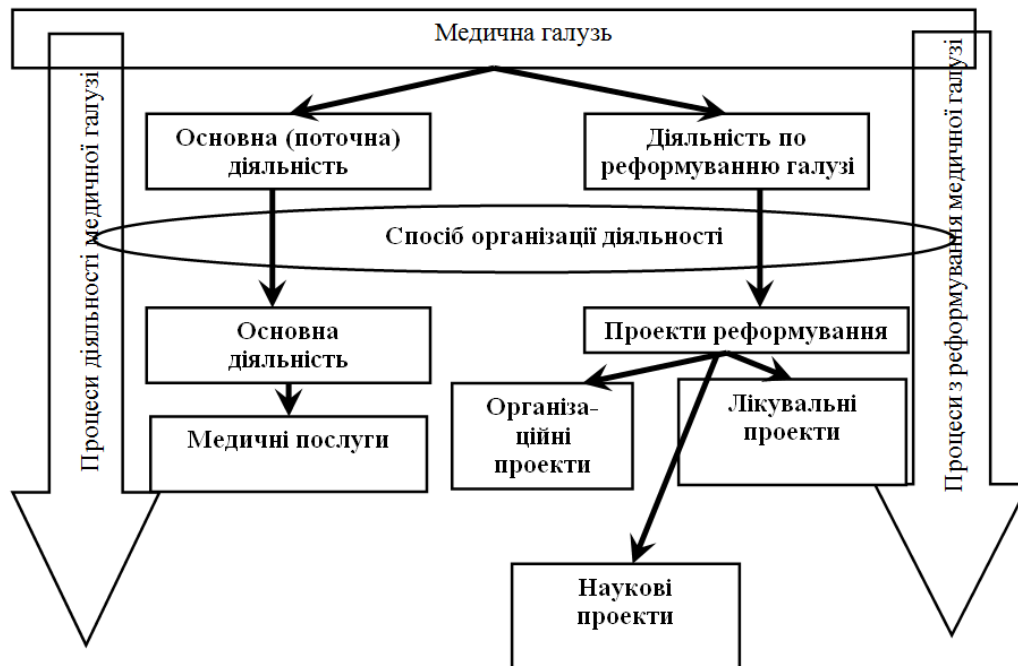 Медична галузь
Процеси діяльності медичної галузі
Процеси з реформування медичної галузі
Основна (поточна)
діяльність
Діяльність по
реформуванню галузі
Спосіб організації діяльності
Основна
діяльність
Проекти реформування
Медичні послуги
Організа-
ційні
проекти
Лікувальні
проекти
Наукові
проекти